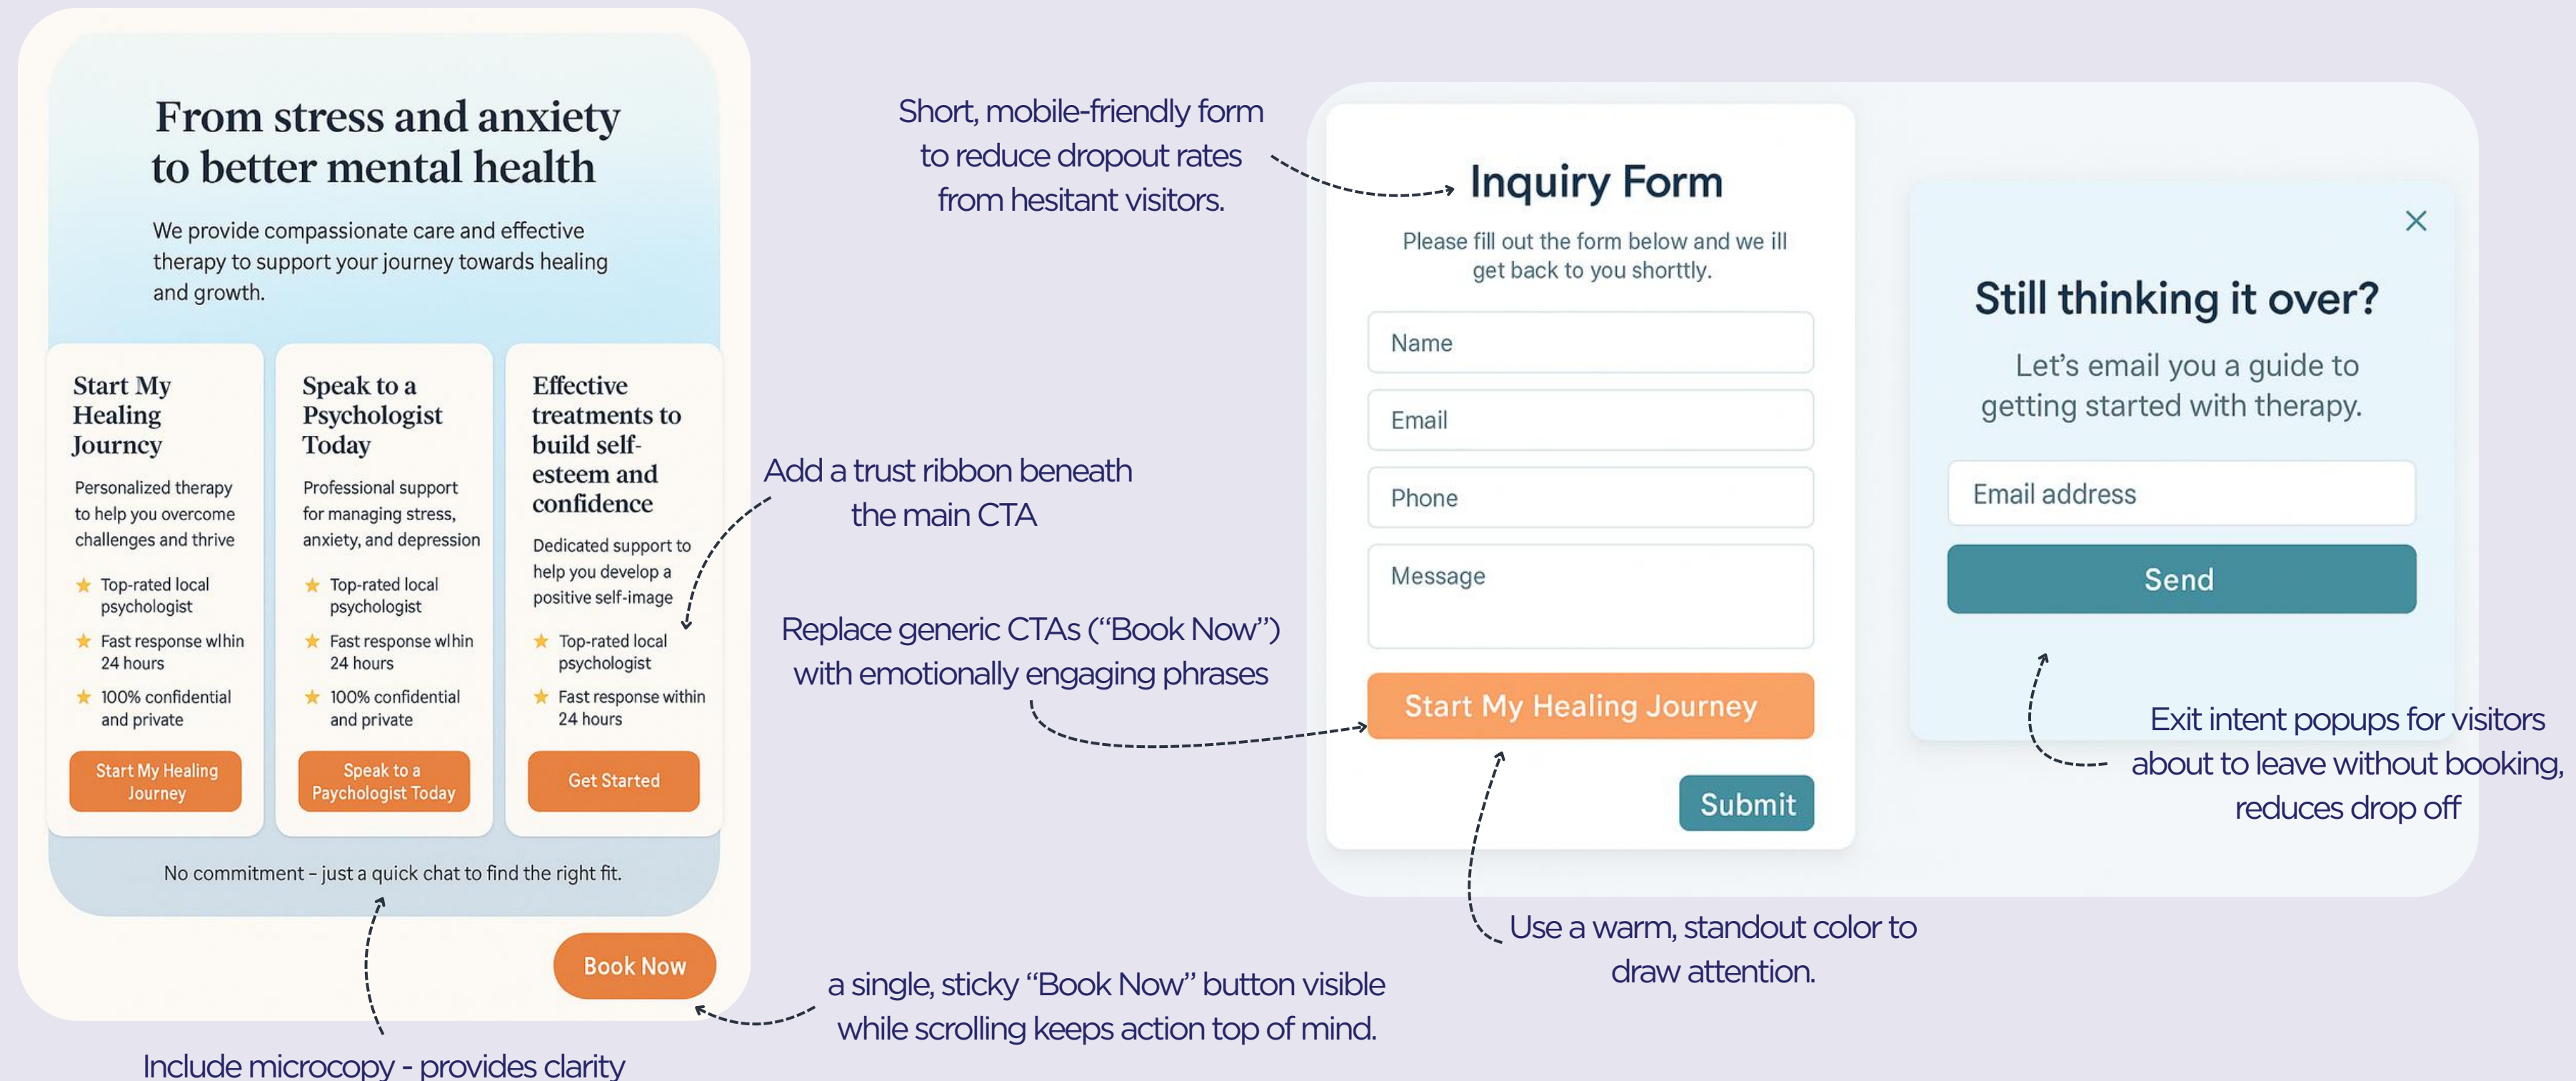 From stress and anxiety
to better mental health
We provide compassionate care and effective
therapy to support your journey towards healing
and growth.
Start My
Healing
Journcy
Personalized therapy
to help you overcome
challenges and thrive
Top-rated local
psychologist
Fast response wlhin
24 hours
100% confidential
and private
Start My Healing
Journey
Speak to a
Psychologist
Today
Professional support
for managing stress,
anxiety, and depression
Top-rated local
psychologist
Fast response wlhin
24 hours
100% confidential
and private
Speak to a
Paychologist Today
Effective
treatments to
build self-
esteem and
confidence
Dedicated support to
help you develop a
positive self-image
Top-rated local
psychologist
Fast response within
24 hours
Get Started
No commitment – just a quick chat to find the right fit.
Book Now
Include microcopy - provides clarity
Add a trust ribbon beneath
the main CTA
a single, sticky “Book Now” button visible
while scrolling keeps action top of mind.
Short, mobile-friendly form
to reduce dropout rates
from hesitant visitors.
Replace generic CTAs (“Book Now”)
with emotionally engaging phrases
Inquiry Form
Please fill out the form below and we ill
get back to you shorttly.
Name
Email
Phone
Message
Start My Healing Journey
Submit
Use a warm, standout color to
draw attention.
Still thinking it over?
Let’s email you a guide to
getting started with therapy.
Email address
Send
Exit intent popups for visitors
about to leave without booking,
reduces drop off